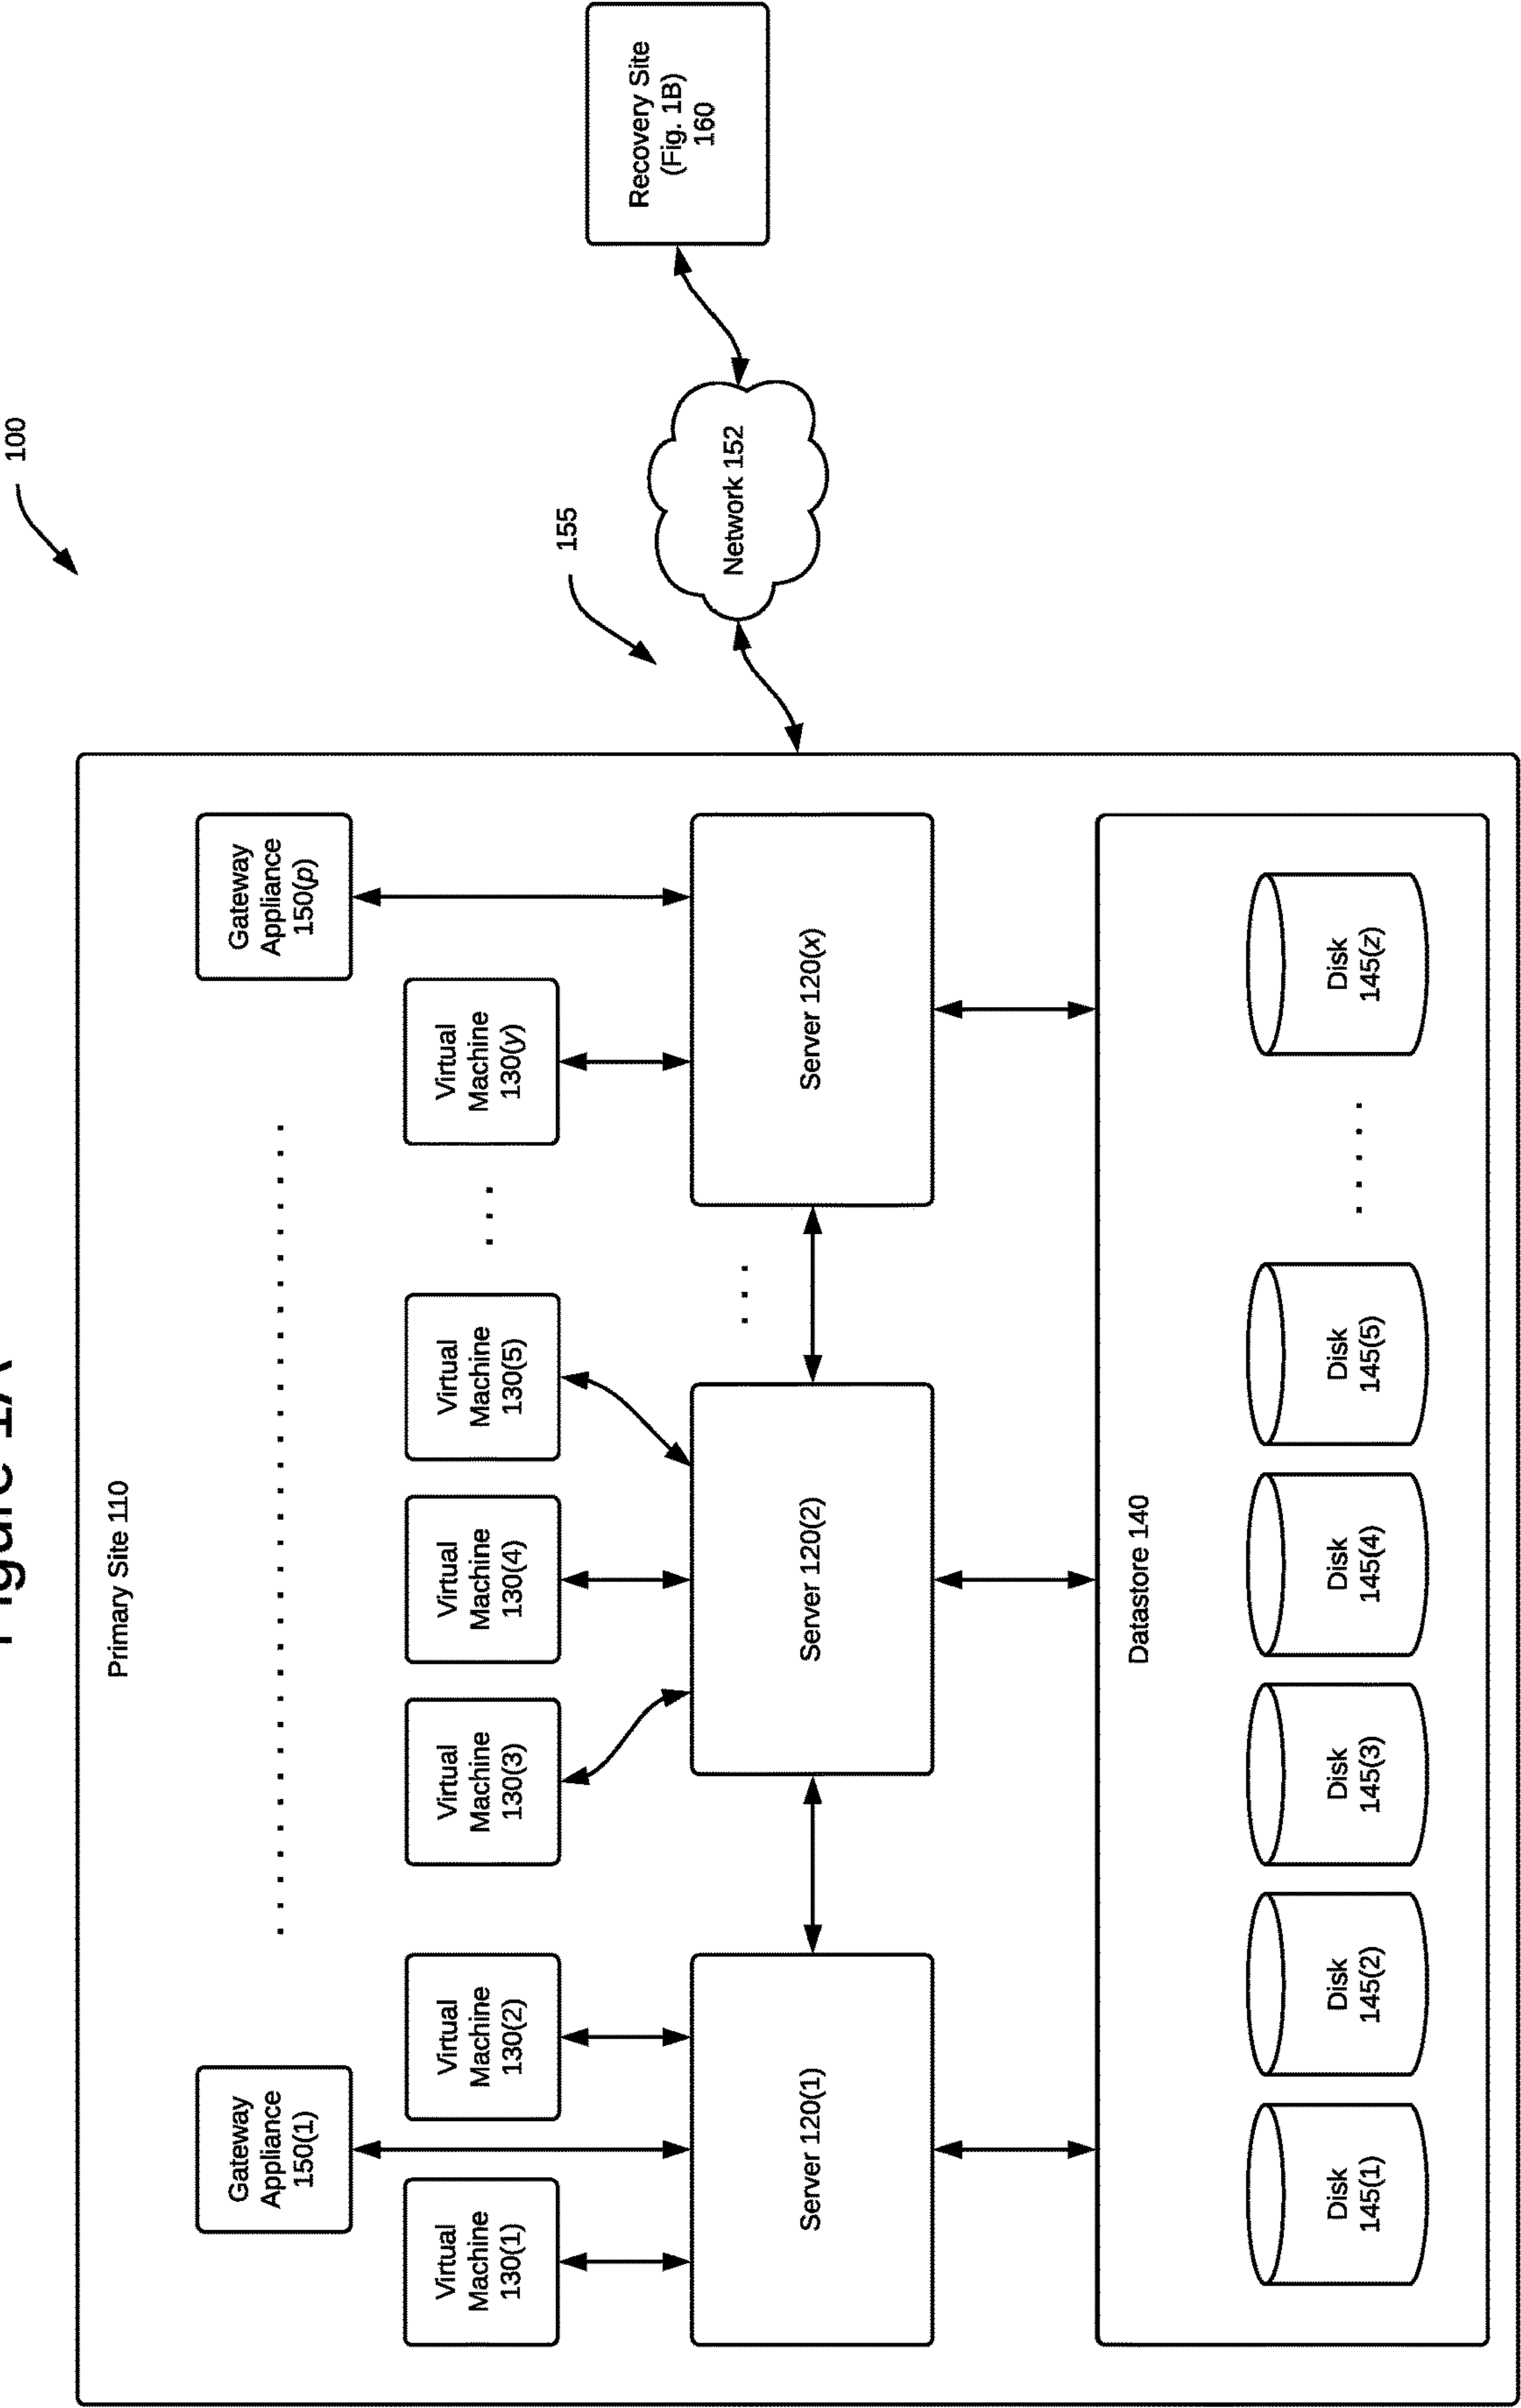 Figure 1A
100
Primary Site 110
Gateway
Appliance
150(1)
Gateway
Appliance
150(p)
Virtual
Machine
130(1)
Virtual
Machine
130(2)
Virtual
Machine
130(3)
Virtual
Machine
130(4)
Virtual
Machine
130(5)
. . .
Virtual
Machine
130(y)
Server 120(1)
Server 120(2)
. . .
Server 120(x)
Datastore 140
Disk
145(1)
Disk
145(2)
Disk
145(3)
Disk
145(4)
Disk
145(5)
. . . . .
Disk
145(z)
155
Network 152
Recovery Site
(Fig. 1B)
160